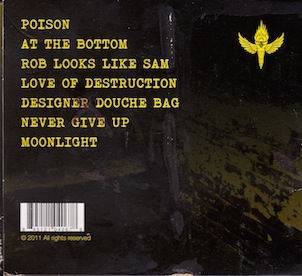 POISON
AT THE BOTTOM
ROB LOOKS LIKE SAM
LOVE OF DESTRUCTION
DESIGNER DOUCHE BAG
NEVER GIVE UP
MOONLIGHT
© 2011 All rights reserved